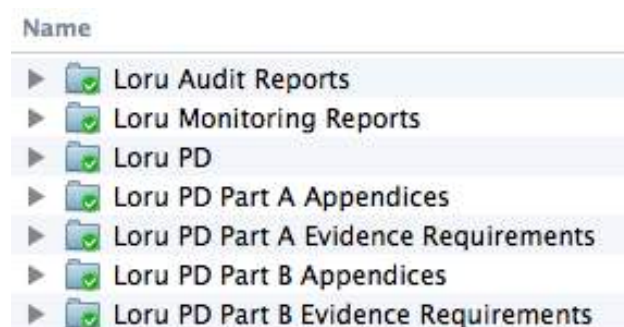 Name
Loru Audit Reports
Loru Monitoring Reports
Loru PD
Loru PD Part A Appendices
Loru PD Part A Evidence Requirements
Loru PD Part B Appendices
Loru PD Part B Evidence Requirements